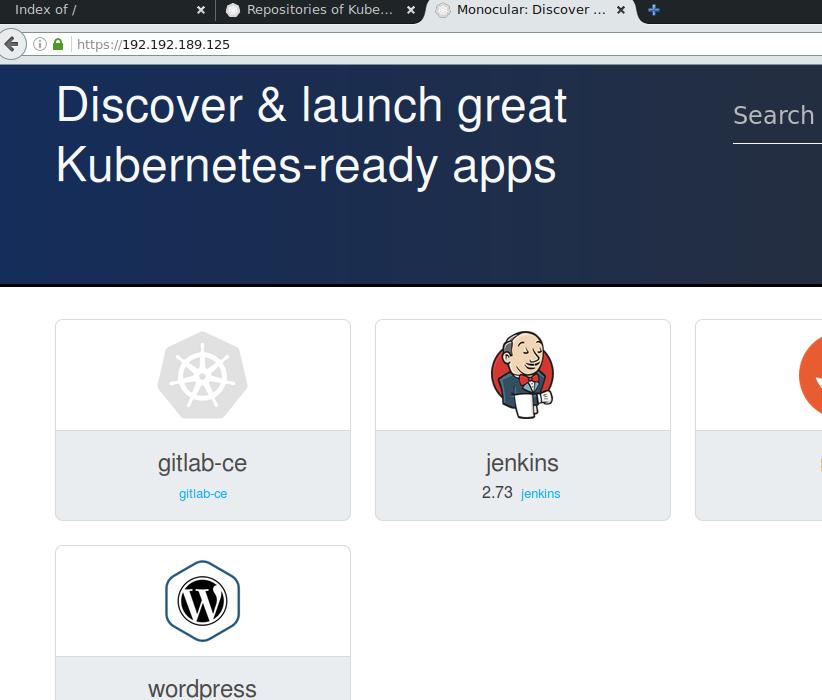 Index of /
Repositories of Kube...
Monocular: Discover ...
https://192.192.189.125
Discover & launch great
Kubernetes-ready apps
Search
gitlab-ce
gitlab-ce
jenkins
2.73 jenkins
wordpress